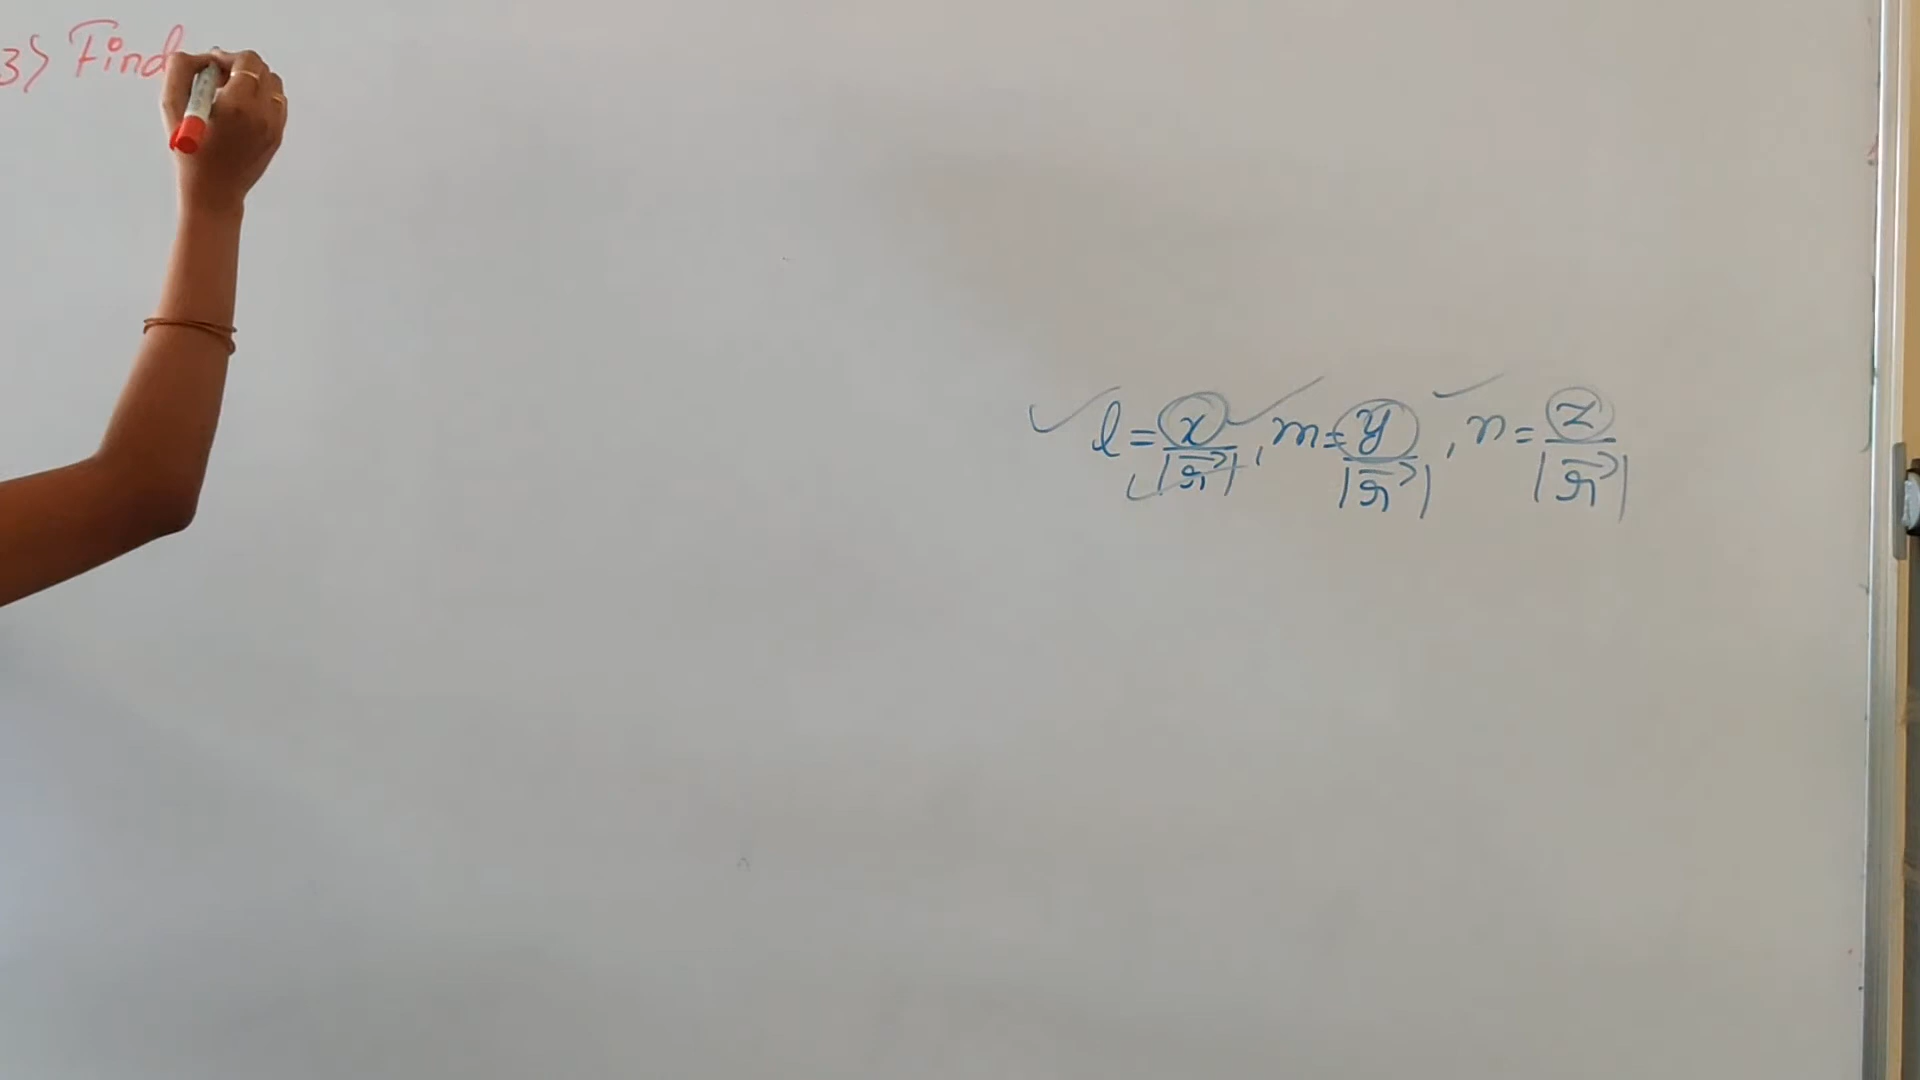 3) Find
l = x/|r⃗|, m = y/|r⃗|, n = z/|r⃗|